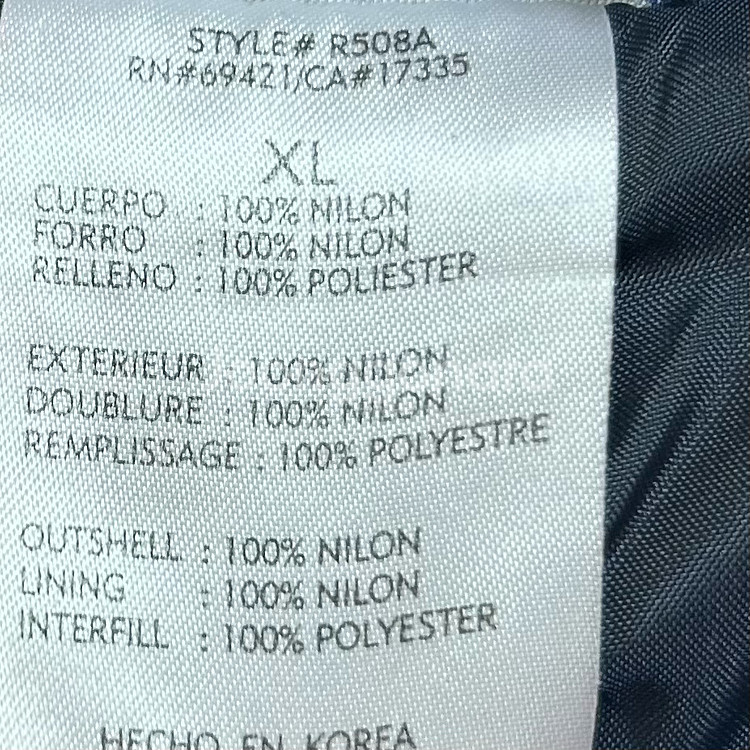 STYLE# R508A
RN#69421/CA#17335
XL
CUERPO : 100% NILON
FORRO : 100% NILON
RELLENO : 100% POLIESTER
EXTERIEUR : 100% NILON
DOUBLURE : 100% NILON
REMPLISSAGE : 100% POLYESTRE
OUTSHELL : 100% NILON
LINING : 100% NILON
INTERFILL : 100% POLYESTER
HECHO EN KOREA